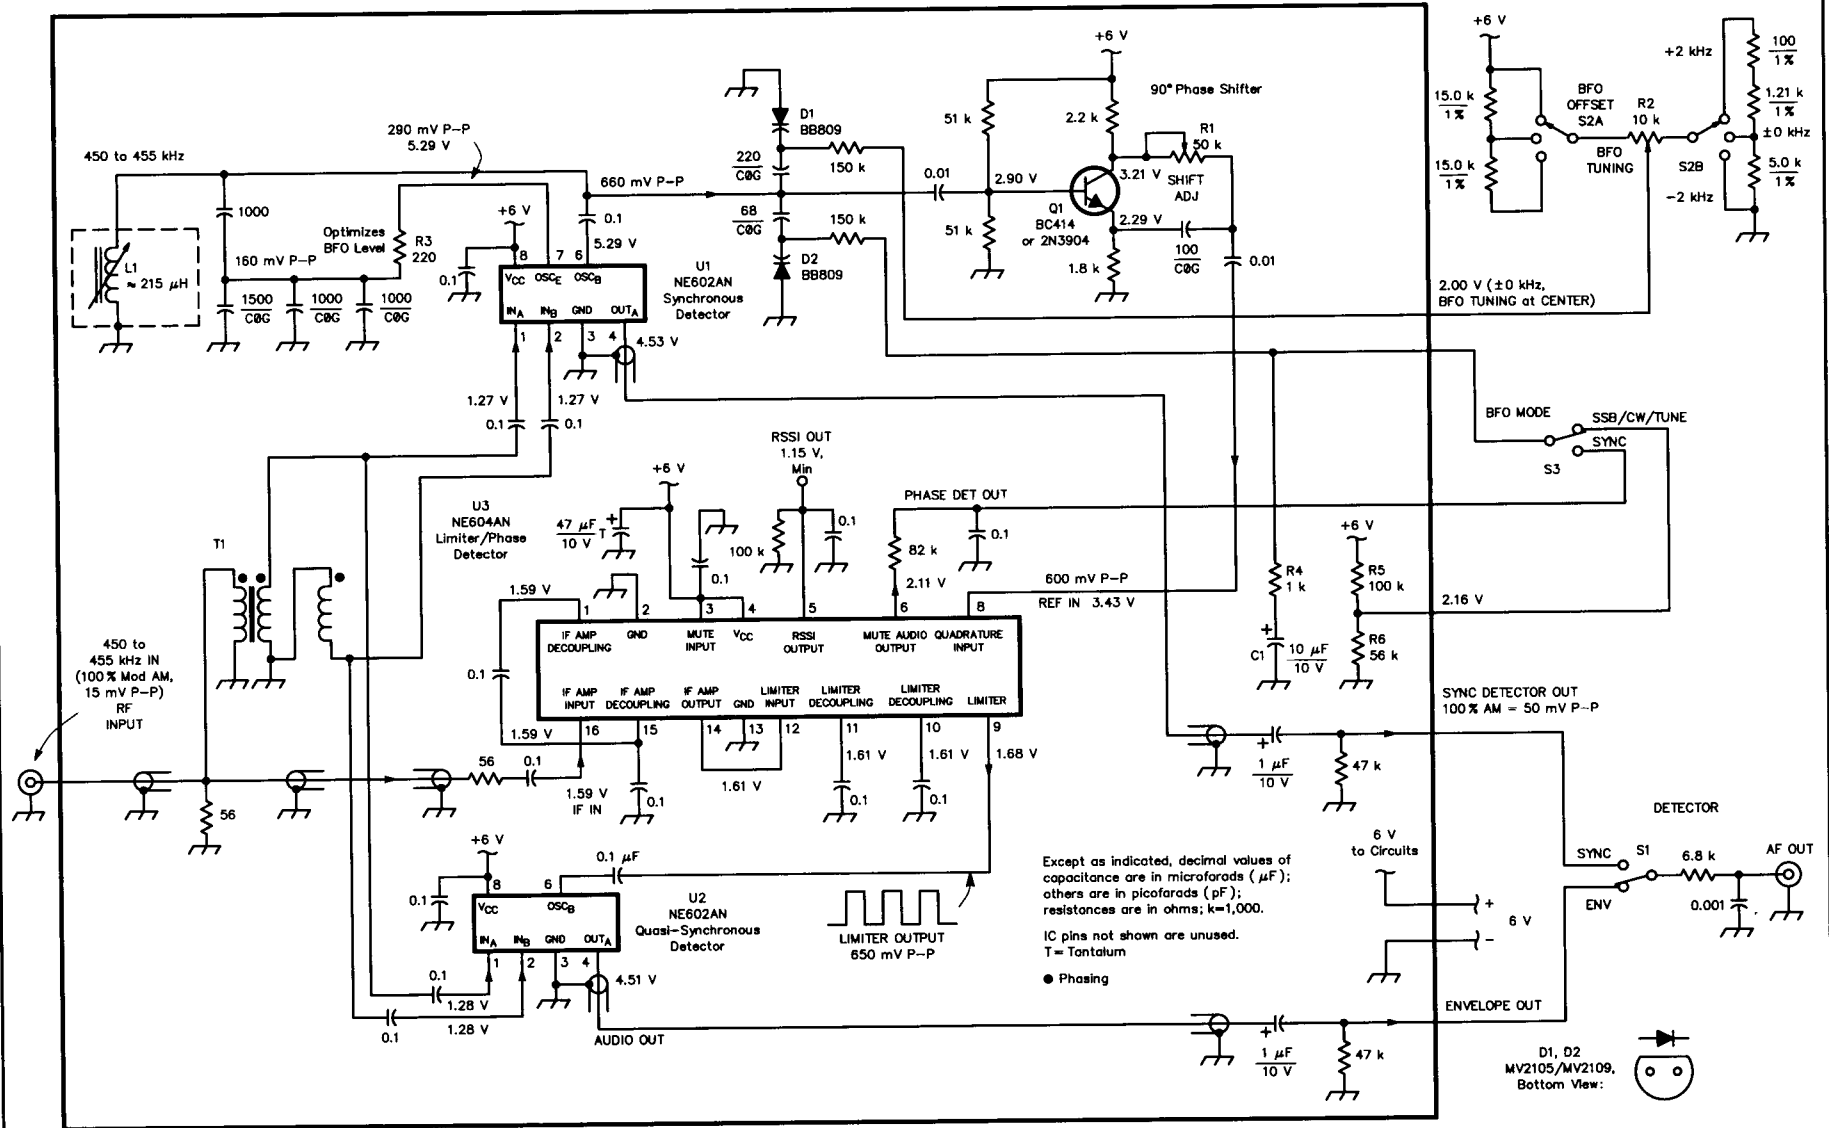 +6 V
90° Phase Shifter
51 k
2.2 k
R1
50 k
SHIFT
ADJ
3.21 V
0.01
2.90 V
Q1
BC414
or 2N3904
2.29 V
51 k
1.8 k
100
C0G
0.01
D1
BB809
220
C0G
150 k
68
C0G
150 k
D2
BB809
290 mV P-P
5.29 V
450 to 455 kHz
660 mV P-P
1000
+6 V
0.1
5.29 V
Optimizes
BFO Level
R3
220
160 mV P-P
L1
≈ 215 μH
1500
C0G
1000
C0G
1000
C0G
0.1
8
7
6
VCC
OSCE
OSCB
INA
INB
GND
OUTA
1
2
3
4
U1
NE602AN
Synchronous
Detector
4.53 V
1.27 V
1.27 V
0.1
0.1
+6 V
15.0 k
1%
15.0 k
1%
BFO
OFFSET
S2A
BFO
TUNING
R2
10 k
+2 kHz
±0 kHz
-2 kHz
S2B
100
1%
1.21 k
1%
5.0 k
1%
2.00 V (±0 kHz,
BFO TUNING at CENTER)
BFO MODE
SSB/CW/TUNE
SYNC
S3
RSSI OUT
1.15 V,
Min
+6 V
U3
NE604AN
Limiter/Phase
Detector
47 μF
10 V
T
+
0.1
100 k
0.1
PHASE DET OUT
82 k
0.1
2.11 V
600 mV P-P
REF IN 3.43 V
+6 V
R4
1 k
R5
100 k
2.16 V
C1
+
10 μF
10 V
R6
56 k
T1
1.59 V
1
2
3
4
5
6
8
IF AMP
DECOUPLING
GND
MUTE
INPUT
VCC
RSSI
OUTPUT
MUTE AUDIO
OUTPUT
QUADRATURE
INPUT
IF AMP
INPUT
IF AMP
DECOUPLING
IF AMP
OUTPUT
GND
LIMITER
INPUT
LIMITER
DECOUPLING
LIMITER
DECOUPLING
LIMITER
16
15
14
13
12
11
10
9
0.1
1.59 V
450 to
455 kHz IN
(100% Mod AM,
15 mV P-P)
RF
INPUT
56
56
0.1
1.59 V
IF IN
0.1
1.61 V
1.61 V
0.1
1.61 V
0.1
1.68 V
SYNC DETECTOR OUT
100% AM = 50 mV P-P
+
1 μF
10 V
47 k
DETECTOR
6 V
to Circuits
SYNC
ENV
S1
6.8 k
AF OUT
0.001
+
6 V
-
+6 V
0.1
8
6
VCC
OSCB
INA
INB
GND
OUTA
1
2
3
4
0.1 μF
U2
NE602AN
Quasi-Synchronous
Detector
4.51 V
LIMITER OUTPUT
650 mV P-P
Except as indicated, decimal values of
capacitance are in microfarads (μF);
others are in picofarads (pF);
resistances are in ohms; k=1,000.
IC pins not shown are unused.
T= Tantalum
● Phasing
0.1
1.28 V
0.1
1.28 V
AUDIO OUT
ENVELOPE OUT
+
1 μF
10 V
47 k
D1, D2
MV2105/MV2109,
Bottom View: